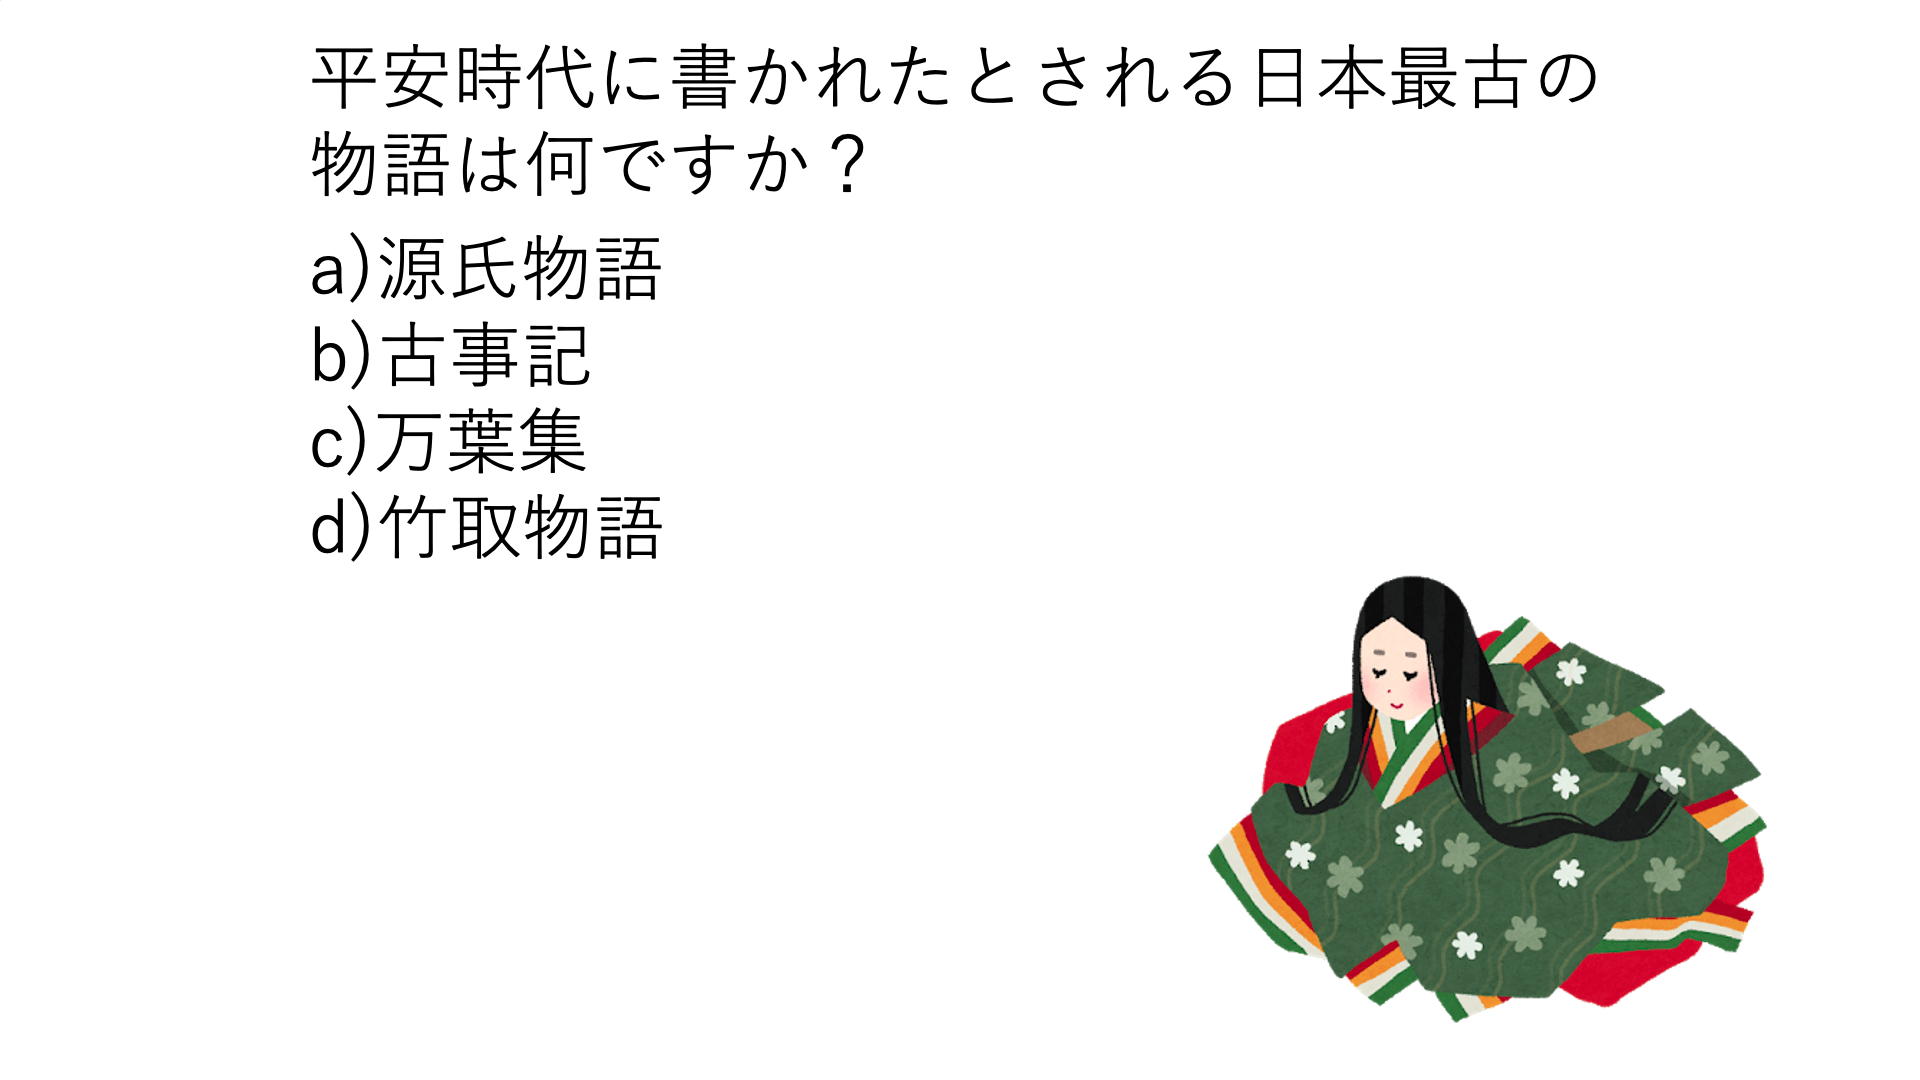 平安時代に書かれたとされる日本最古の
物語は何ですか？
a)源氏物語
b)古事記
c)万葉集
d)竹取物語